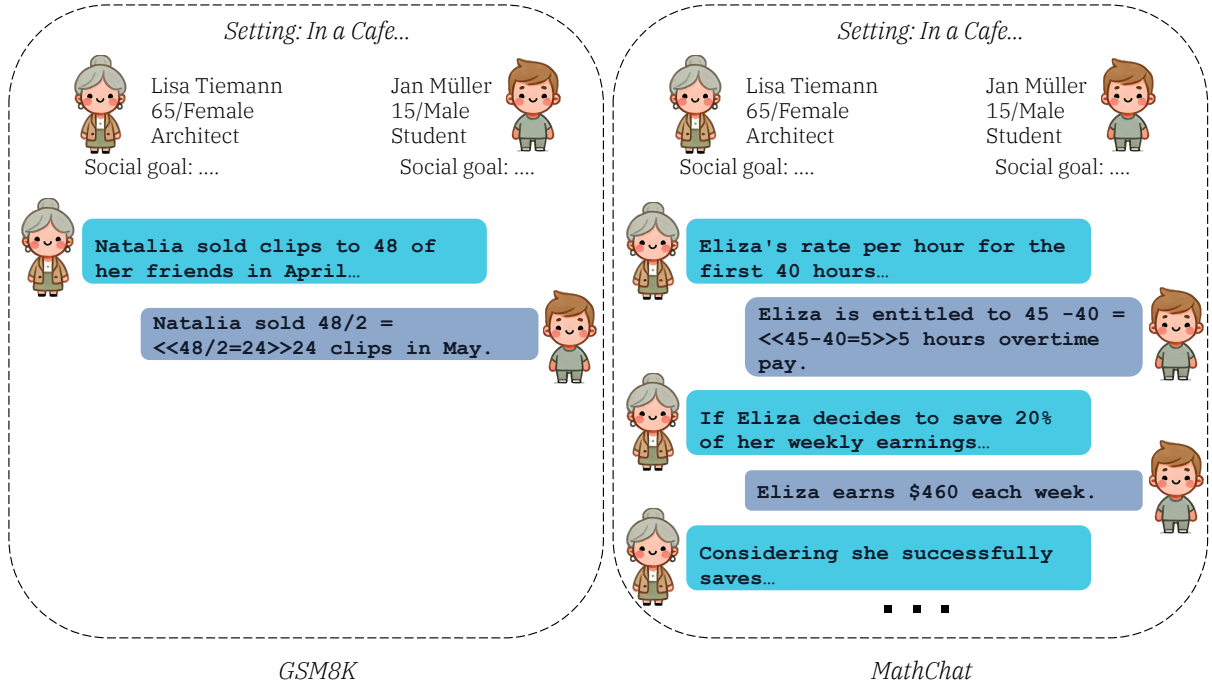 Setting: In a Cafe...
Lisa Tiemann
65/Female
Architect
Social goal: ....
Jan Müller
15/Male
Student
Social goal: ....
Natalia sold clips to 48 of
her friends in April…
Natalia sold 48/2 =
<<48/2=24>>24 clips in May.
GSM8K
Setting: In a Cafe...
Lisa Tiemann
65/Female
Architect
Social goal: ....
Jan Müller
15/Male
Student
Social goal: ....
Eliza's rate per hour for the
first 40 hours…
Eliza is entitled to 45 -40 =
<<45-40=5>>5 hours overtime
pay.
If Eliza decides to save 20%
of her weekly earnings…
Eliza earns $460 each week.
Considering she successfully
saves…
...
MathChat